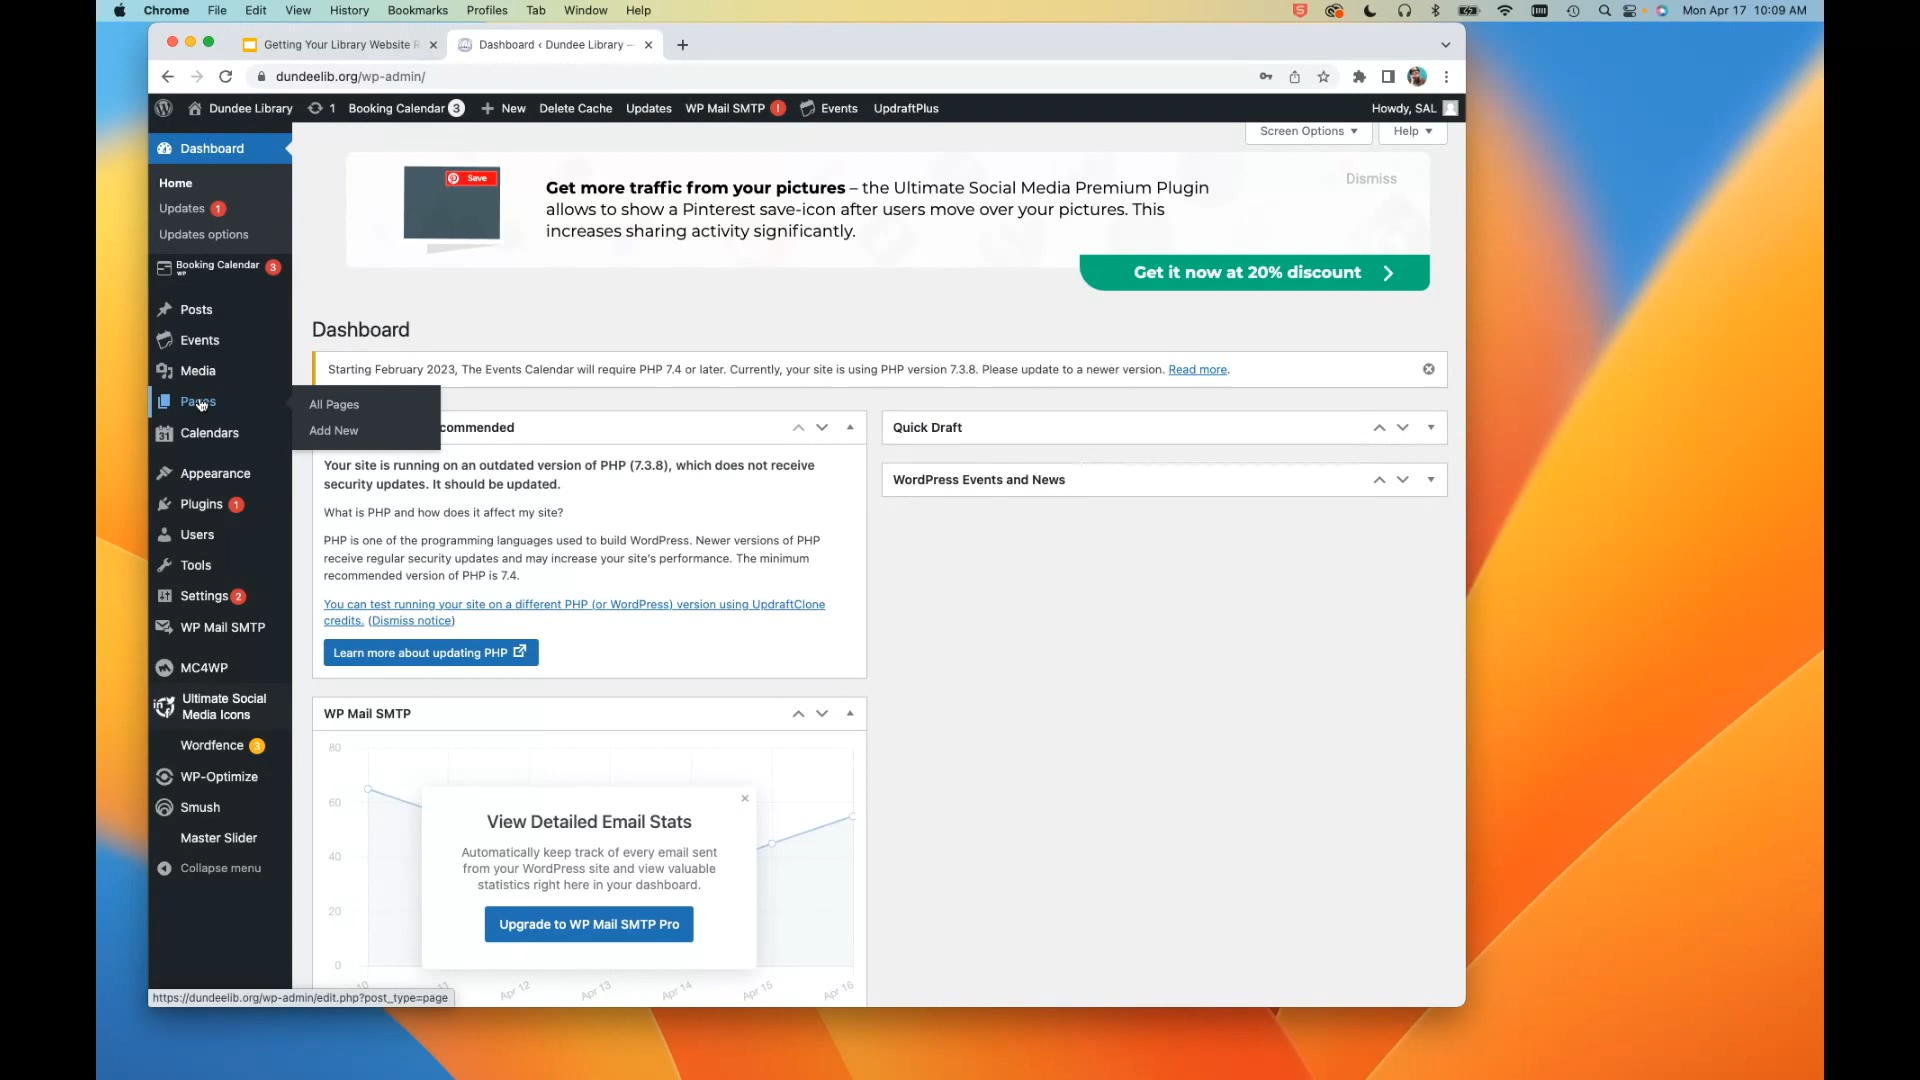 Chrome File Edit View History Bookmarks Profiles Tab Window Help Mon Apr 17 10:09 AM
Getting Your Library Website R Dashboard ‹ Dundee Library —
dundeelib.org/wp-admin/
Dundee Library 1 Booking Calendar 3 New Delete Cache Updates WP Mail SMTP ! Events UpdraftPlus Howdy, SAL
Screen Options Help
Dashboard
Home
Updates 1
Updates options
Booking Calendar 3
WP
Posts
Events
31
Media
Pages
Calendars
Appearance
Plugins 1
Users
Tools
Settings 2
WP Mail SMTP
MC4WP
Ultimate Social
Media Icons
Wordfence 3
WP-Optimize
Smush
Master Slider
Collapse menu
All Pages
Add New
Save
Get more traffic from your pictures – the Ultimate Social Media Premium Plugin
allows to show a Pinterest save-icon after users move over your pictures. This
increases sharing activity significantly.
Dismiss
Get it now at 20% discount
Dashboard
Starting February 2023, The Events Calendar will require PHP 7.4 or later. Currently, your site is using PHP version 7.3.8. Please update to a newer version. Read more.
commended
Your site is running on an outdated version of PHP (7.3.8), which does not receive
security updates. It should be updated.
What is PHP and how does it affect my site?
PHP is one of the programming languages used to build WordPress. Newer versions of PHP
receive regular security updates and may increase your site's performance. The minimum
recommended version of PHP is 7.4.
You can test running your site on a different PHP (or WordPress) version using UpdraftClone
credits. (Dismiss notice)
Learn more about updating PHP
Quick Draft
WordPress Events and News
WP Mail SMTP
80
60
40
20
0
View Detailed Email Stats
Automatically keep track of every email sent
from your WordPress site and view valuable
statistics right here in your dashboard.
Upgrade to WP Mail SMTP Pro
10 11 Apr 12 Apr 13 Apr 14 Apr 15 Apr 16
https://dundeelib.org/wp-admin/edit.php?post_type=page